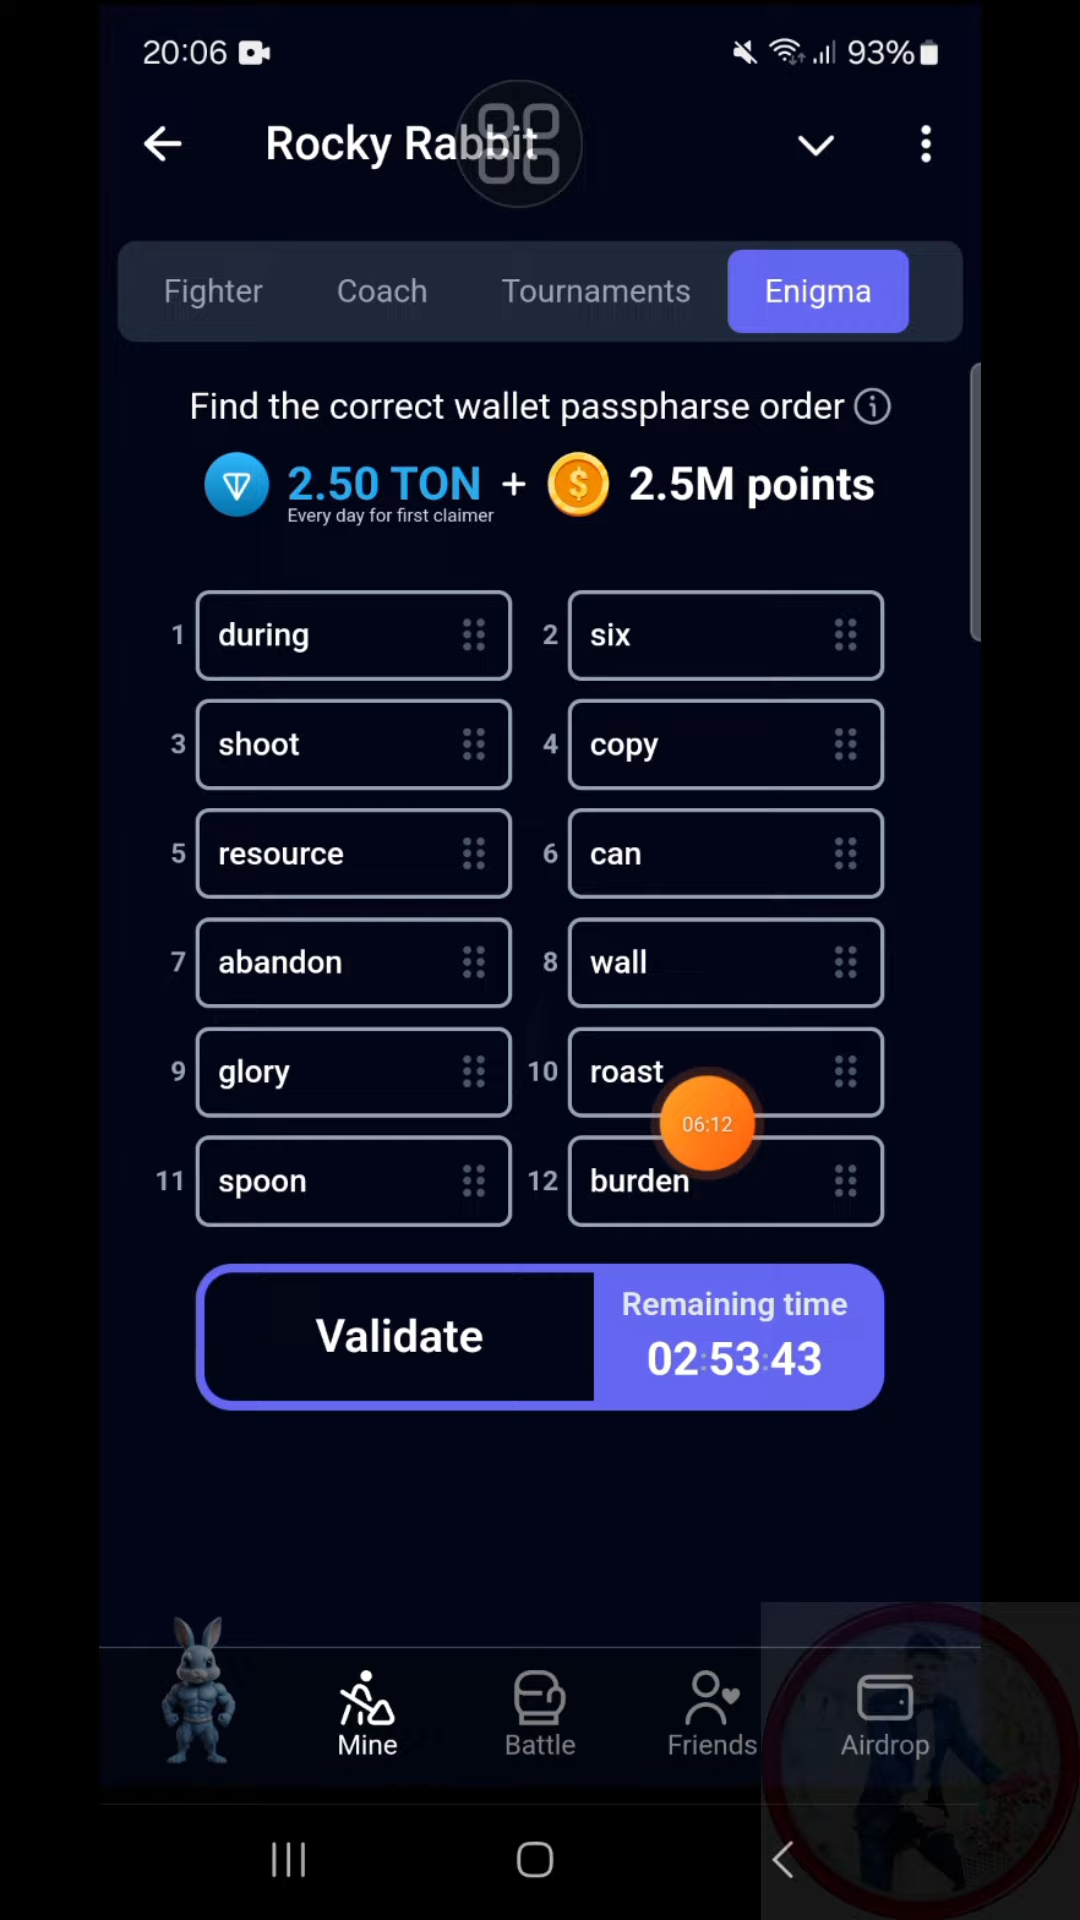 20:06 93%
Rocky Rabbit
Fighter Coach Tournaments Enigma
Find the correct wallet passpharse order
2.50 TON + $ 2.5M points
Every day for first claimer
1 during 2 six
3 shoot 4 copy
5 resource 6 can
7 abandon 8 wall
9 glory 10 roast
06:12
11 spoon 12 burden
Validate
Remaining time
02:53:43
Mine Battle Friends Airdrop